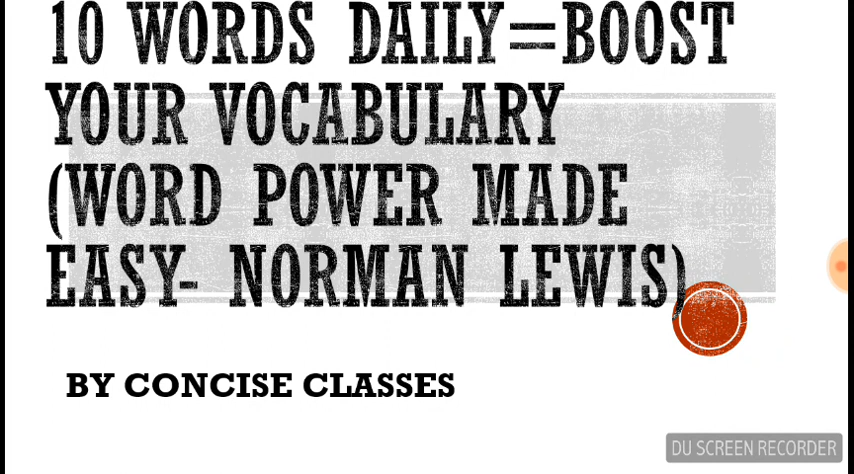 10 WORDS DAILY=BOOST
YOUR VOCABULARY
(WORD POWER MADE
EASY- NORMAN LEWIS)
BY CONCISE CLASSES
DU SCREEN RECORDER